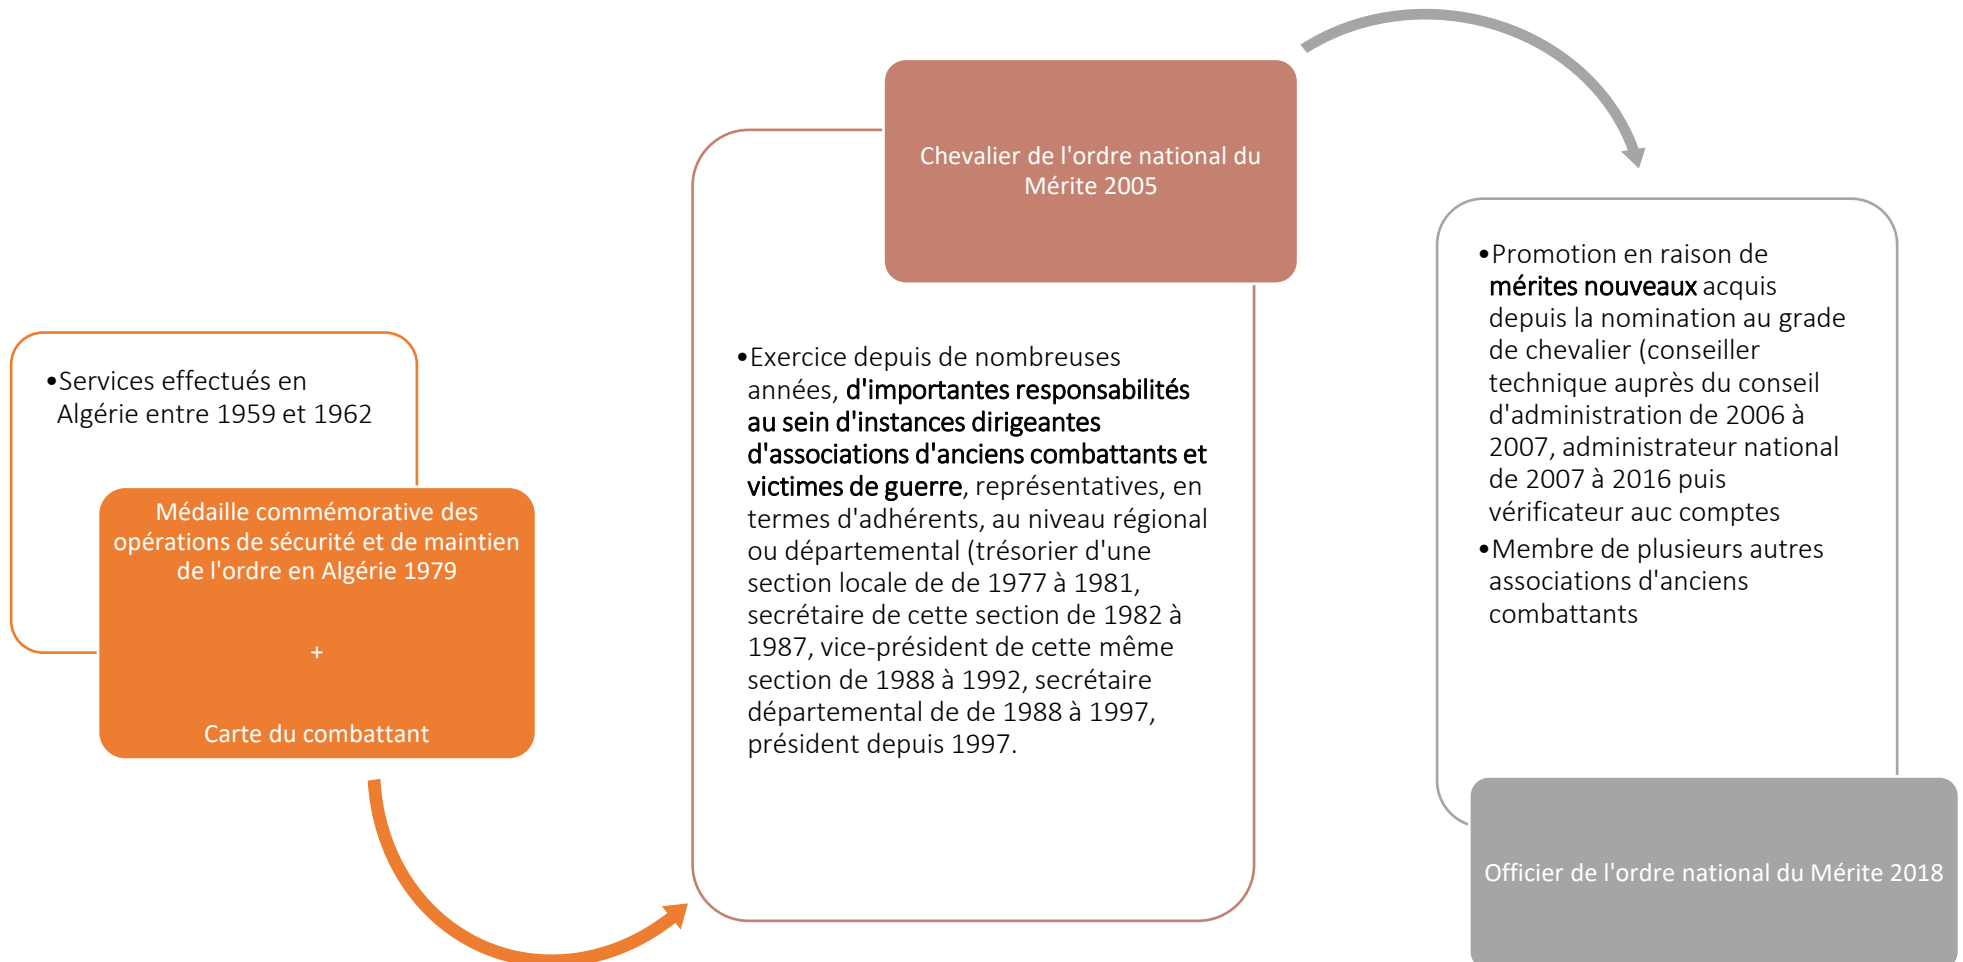 •Services effectués en
Algérie entre 1959 et 1962
Médaille commémorative des
opérations de sécurité et de maintien
de l'ordre en Algérie 1979
+
Carte du combattant
Chevalier de l'ordre national du
Mérite 2005
•Exercice depuis de nombreuses
années, d'importantes responsabilités
au sein d'instances dirigeantes
d'associations d'anciens combattants et
victimes de guerre, représentatives, en
termes d'adhérents, au niveau régional
ou départemental (trésorier d'une
section locale de de 1977 à 1981,
secrétaire de cette section de 1982 à
1987, vice-président de cette même
section de 1988 à 1992, secrétaire
départemental de de 1988 à 1997,
président depuis 1997.
•Promotion en raison de
mérites nouveaux acquis
depuis la nomination au grade
de chevalier (conseiller
technique auprès du conseil
d'administration de 2006 à
2007, administrateur national
de 2007 à 2016 puis
vérificateur auc comptes
•Membre de plusieurs autres
associations d'anciens
combattants
Officier de l'ordre national du Mérite 2018